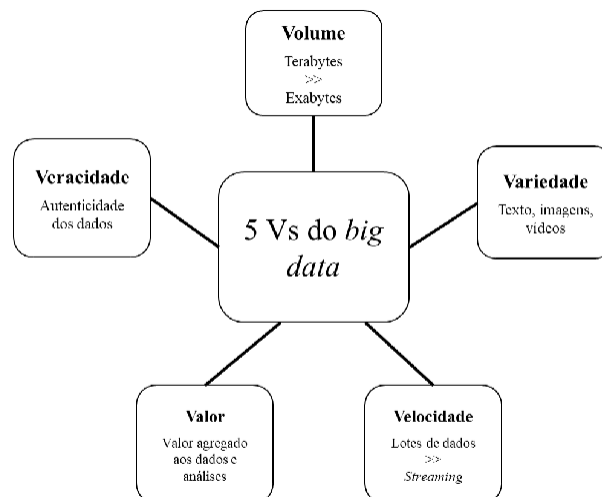 Volume
Terabytes
>>
Exabytes
Veracidade
Autenticidade
dos dados
5 Vs do big
data
Variedade
Texto, imagens,
vídeos
Valor
Valor agregado
aos dados e
análises
Velocidade
Lotes de dados
>>
Streaming